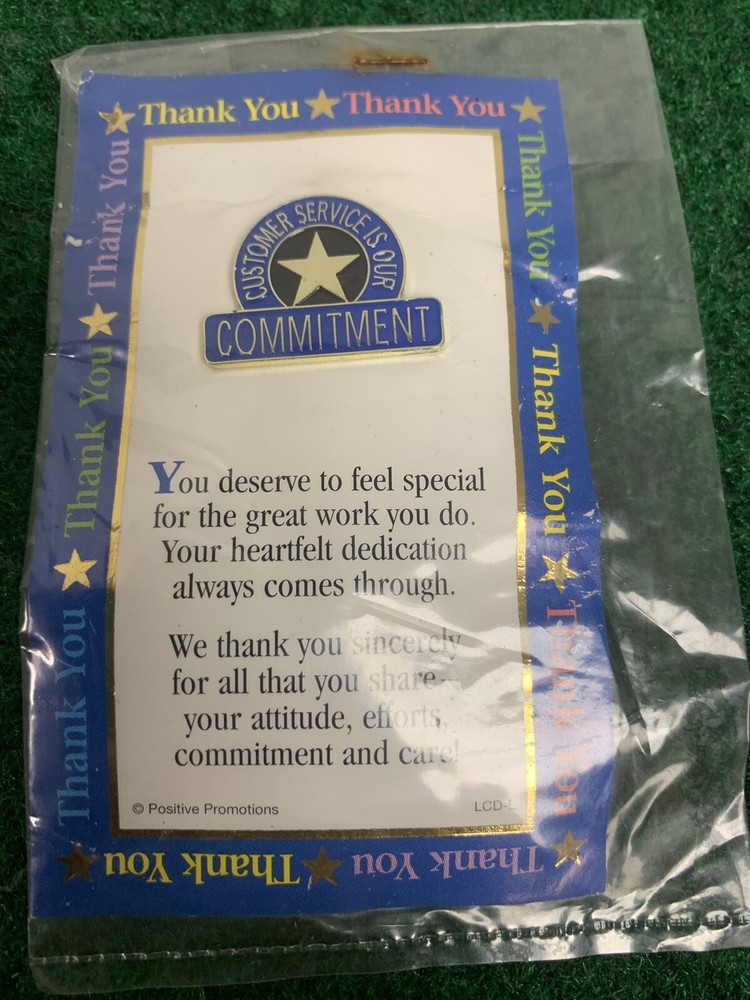 Thank You Thank You
Thank You
Thank You
Thank You
Thank You
Thank You
Thank You
CUSTOMER SERVICE IS OUR
COMMITMENT
You deserve to feel special
for the great work you do.
Your heartfelt dedication
always comes through.
We thank you sincerely
for all that you share—
your attitude, efforts,
commitment and care!
© Positive Promotions
LCD-
Thank You Thank You